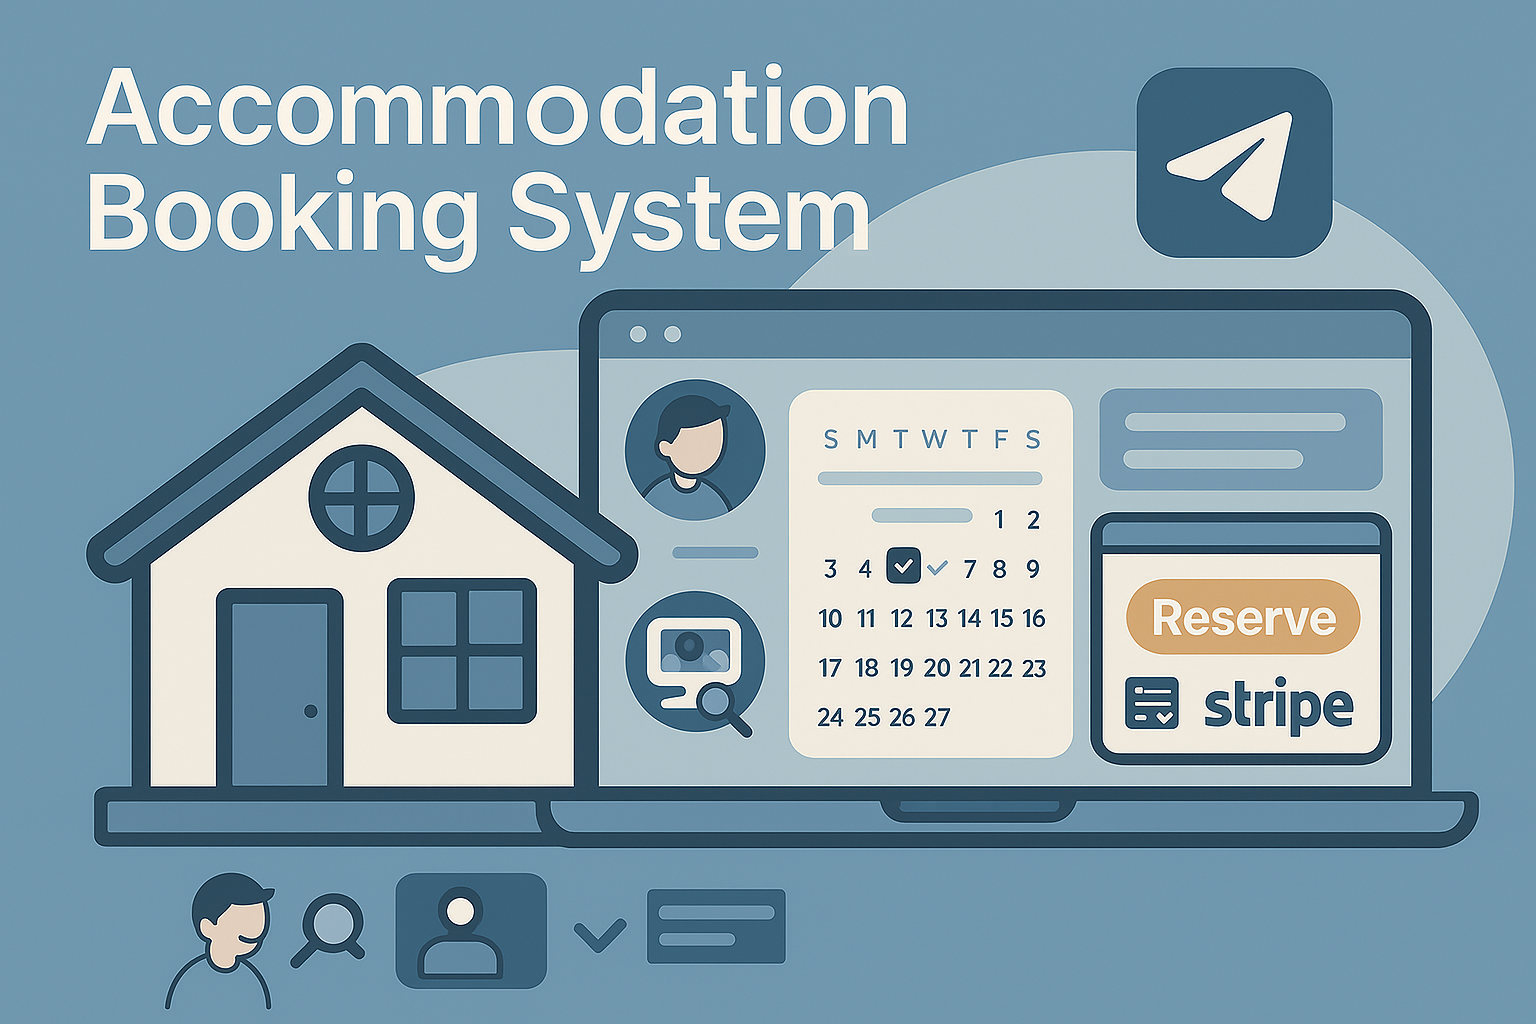 Accommodation
Booking System
S M T W T F S
1 2
3 4 7 8 9
10 11 12 13 14 15 16
17 18 19 20 21 22 23
24 25 26 27
Reserve
stripe